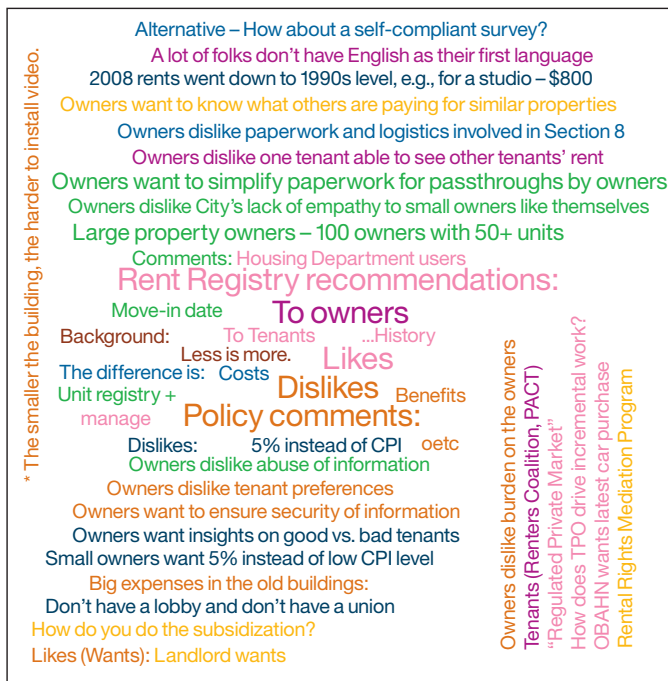 Alternative – How about a self-compliant survey?
A lot of folks don’t have English as their first language
2008 rents went down to 1990s level, e.g., for a studio – $800
Owners want to know what others are paying for similar properties
Owners dislike paperwork and logistics involved in Section 8
Owners dislike one tenant able to see other tenants’ rent
Owners want to simplify paperwork for passthroughs by owners
Owners dislike City’s lack of empathy to small owners like themselves
Large property owners – 100 owners with 50+ units
Comments: Housing Department users
Rent Registry recommendations:
Move-in date To owners
Background: To Tenants ...History
Less is more. Likes
The difference is: Costs
Dislikes
Unit registry + Benefits
manage Policy comments:
Dislikes: 5% instead of CPI oetc
Owners dislike abuse of information
Owners dislike tenant preferences
Owners want to ensure security of information
Owners want insights on good vs. bad tenants
Small owners want 5% instead of low CPI level
Big expenses in the old buildings:
Don’t have a lobby and don’t have a union
How do you do the subsidization?
Likes (Wants): Landlord wants
* The smaller the building, the harder to install video.
Owners dislike burden on the owners
Tenants (Renters Coalition, PACT)
“Regulated Private Market”
How does TPO drive incremental work?
OBAHN wants latest car purchase
Rental Rights Mediation Program